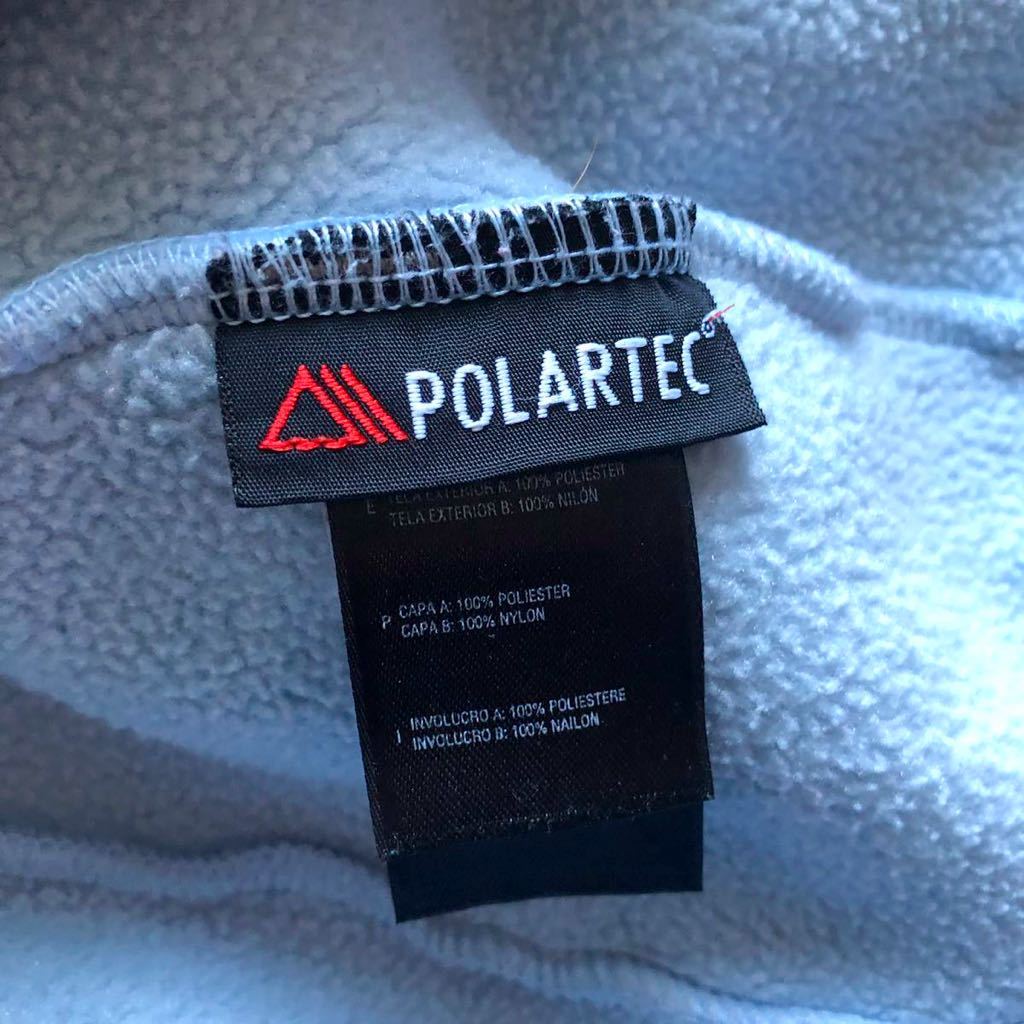 POLARTEC
TELA EXTERIOR A: 100% POLIESTER
E TELA EXTERIOR B: 100% NILÓN
CAPA A: 100% POLIESTER
P CAPA B: 100% NYLON
INVOLUCRO A: 100% POLIESTERE
I INVOLUCRO B: 100% NAILON